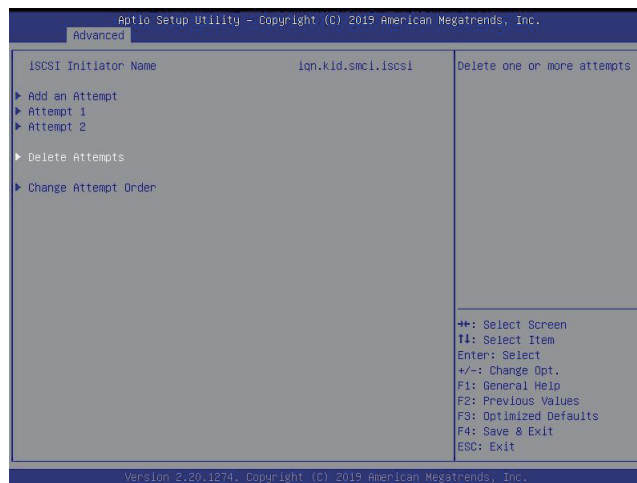 Aptio Setup Utility – Copyright (C) 2019 American Megatrends, Inc.
Advanced
iSCSI Initiator Name iqn.kid.smci.iscsi
Add an Attempt
Attempt 1
Attempt 2
Delete Attempts
Change Attempt Order
Delete one or more attempts
→←: Select Screen
↑↓: Select Item
Enter: Select
+/-: Change Opt.
F1: General Help
F2: Previous Values
F3: Optimized Defaults
F4: Save & Exit
ESC: Exit
Version 2.20.1274. Copyright (C) 2019 American Megatrends, Inc.